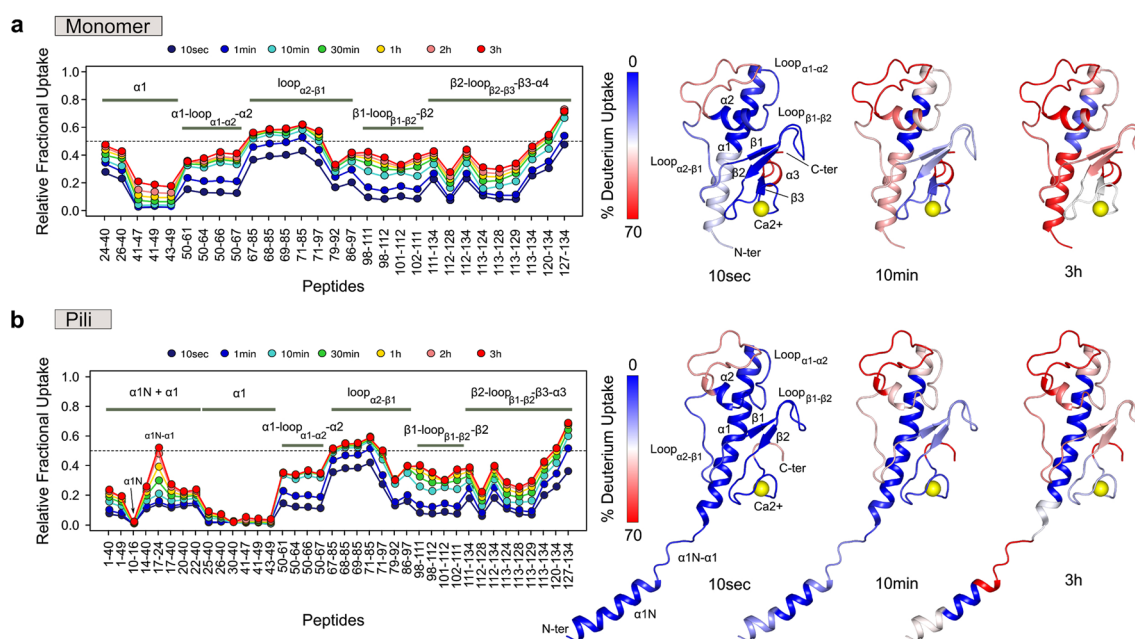 a Monomer
10sec 1min 10min 30min 1h 2h 3h
Relative Fractional Uptake
1.0
0.8
0.6
0.4
0.2
0.0
α1
α1-loopα1-α2-α2
loopα2-β1
β1-loopβ1-β2-β2
β2-loopβ2-β3-β3-α4
24-40 26-40 41-47 41-49 43-49 50-61 50-64 50-66 50-67 67-85 68-85 69-85 71-85 71-97 79-92 86-97 98-111 98-112 101-112 102-111 111-134 112-128 112-134 113-124 113-128 113-129 113-134 120-134 127-134
Peptides
0
% Deuterium Uptake
70
Loopα1-α2
α2
Loopβ1-β2
α1
β1
Loopα2-β1
β2
α3
C-ter
β3
Ca2+
N-ter
10sec
10min
3h
b Pili
10sec 1min 10min 30min 1h 2h 3h
Relative Fractional Uptake
1.0
0.8
0.6
0.4
0.2
0.0
α1N + α1
α1
loopα2-β1
β2-loopβ1-β2β3-α3
α1N-α1
α1-loopα1-α2-α2
β1-loopβ1-β2-β2
α1N
1-40 1-49 10-16 14-40 17-24 17-40 20-40 22-40 25-40 26-40 30-40 41-49 43-49 50-61 50-64 50-66 50-67 67-85 68-85 69-85 71-85 71-97 79-92 86-97 98-112 98-111 101-112 102-111 111-134 112-128 112-134 113-124 113-128 113-129 113-134 120-134 127-134
Peptides
0
% Deuterium Uptake
70
Loopα1-α2
α2
Loopβ1-β2
β1
α1
β2
Loopα2-β1
C-ter
Ca2+
α1N-α1
10sec
10min
3h
α1N
N-ter